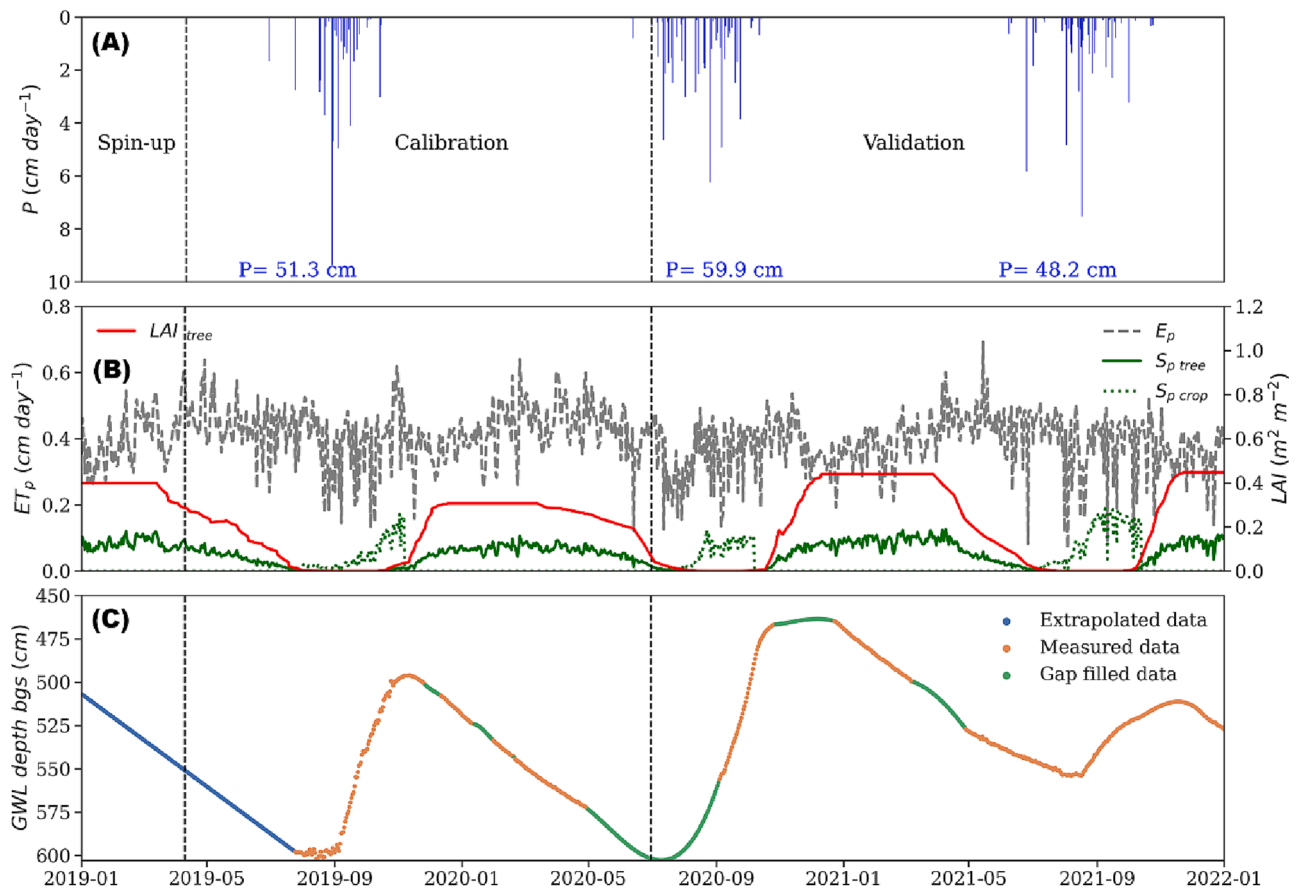 (A)
P (cm day⁻¹)
0
2
4
6
8
10
Spin-up
Calibration
Validation
P= 51.3 cm
P= 59.9 cm
P= 48.2 cm
(B)
ETₚ (cm day⁻¹)
0.8
0.6
0.4
0.2
0.0
LAI tree
Eₚ
Sₚ tree
Sₚ crop
1.2
1.0
0.8
0.6
0.4
0.2
0.0
LAI (m² m⁻²)
(C)
GWL depth bgs (cm)
450
475
500
525
550
575
600
Extrapolated data
Measured data
Gap filled data
2019-01
2019-05
2019-09
2020-01
2020-05
2020-09
2021-01
2021-05
2021-09
2022-01